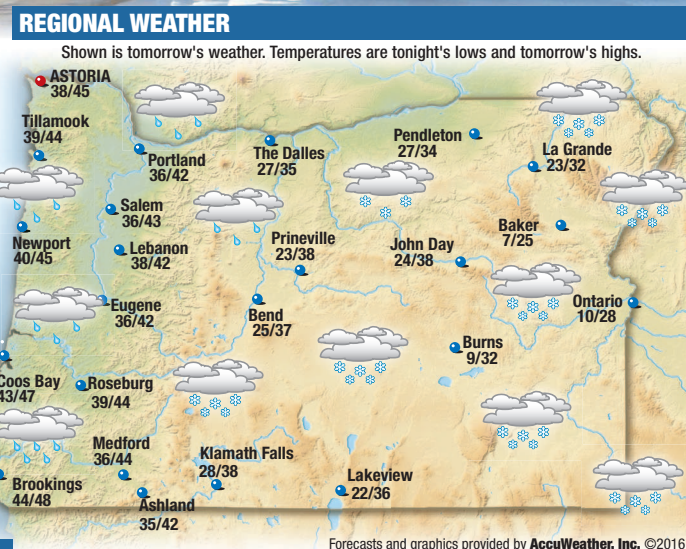 REGIONAL WEATHER
Shown is tomorrow's weather. Temperatures are tonight's lows and tomorrow's highs.
ASTORIA
38/45
Tillamook
39/44
Portland
36/42
The Dalles
27/35
Pendleton
27/34
La Grande
23/32
Salem
36/43
Newport
40/45
Lebanon
38/42
Prineville
23/38
John Day
24/38
Baker
7/25
Eugene
36/42
Bend
25/37
Ontario
10/28
Burns
9/32
Coos Bay
43/47
Roseburg
39/44
Medford
36/44
Klamath Falls
28/38
Lakeview
22/36
Brookings
44/48
Ashland
35/42
Forecasts and graphics provided by AccuWeather, Inc. ©2016